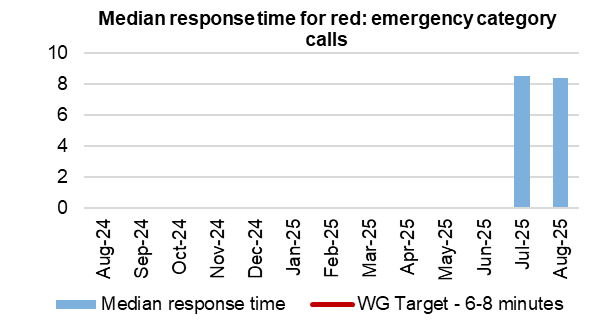 Median response time for red: emergency category
calls
10
8
6
4
2
0
Aug-24
Sep-24
Oct-24
Nov-24
Dec-24
Jan-25
Feb-25
Mar-25
Apr-25
May-25
Jun-25
Jul-25
Aug-25
Median response time
WG Target - 6-8 minutes